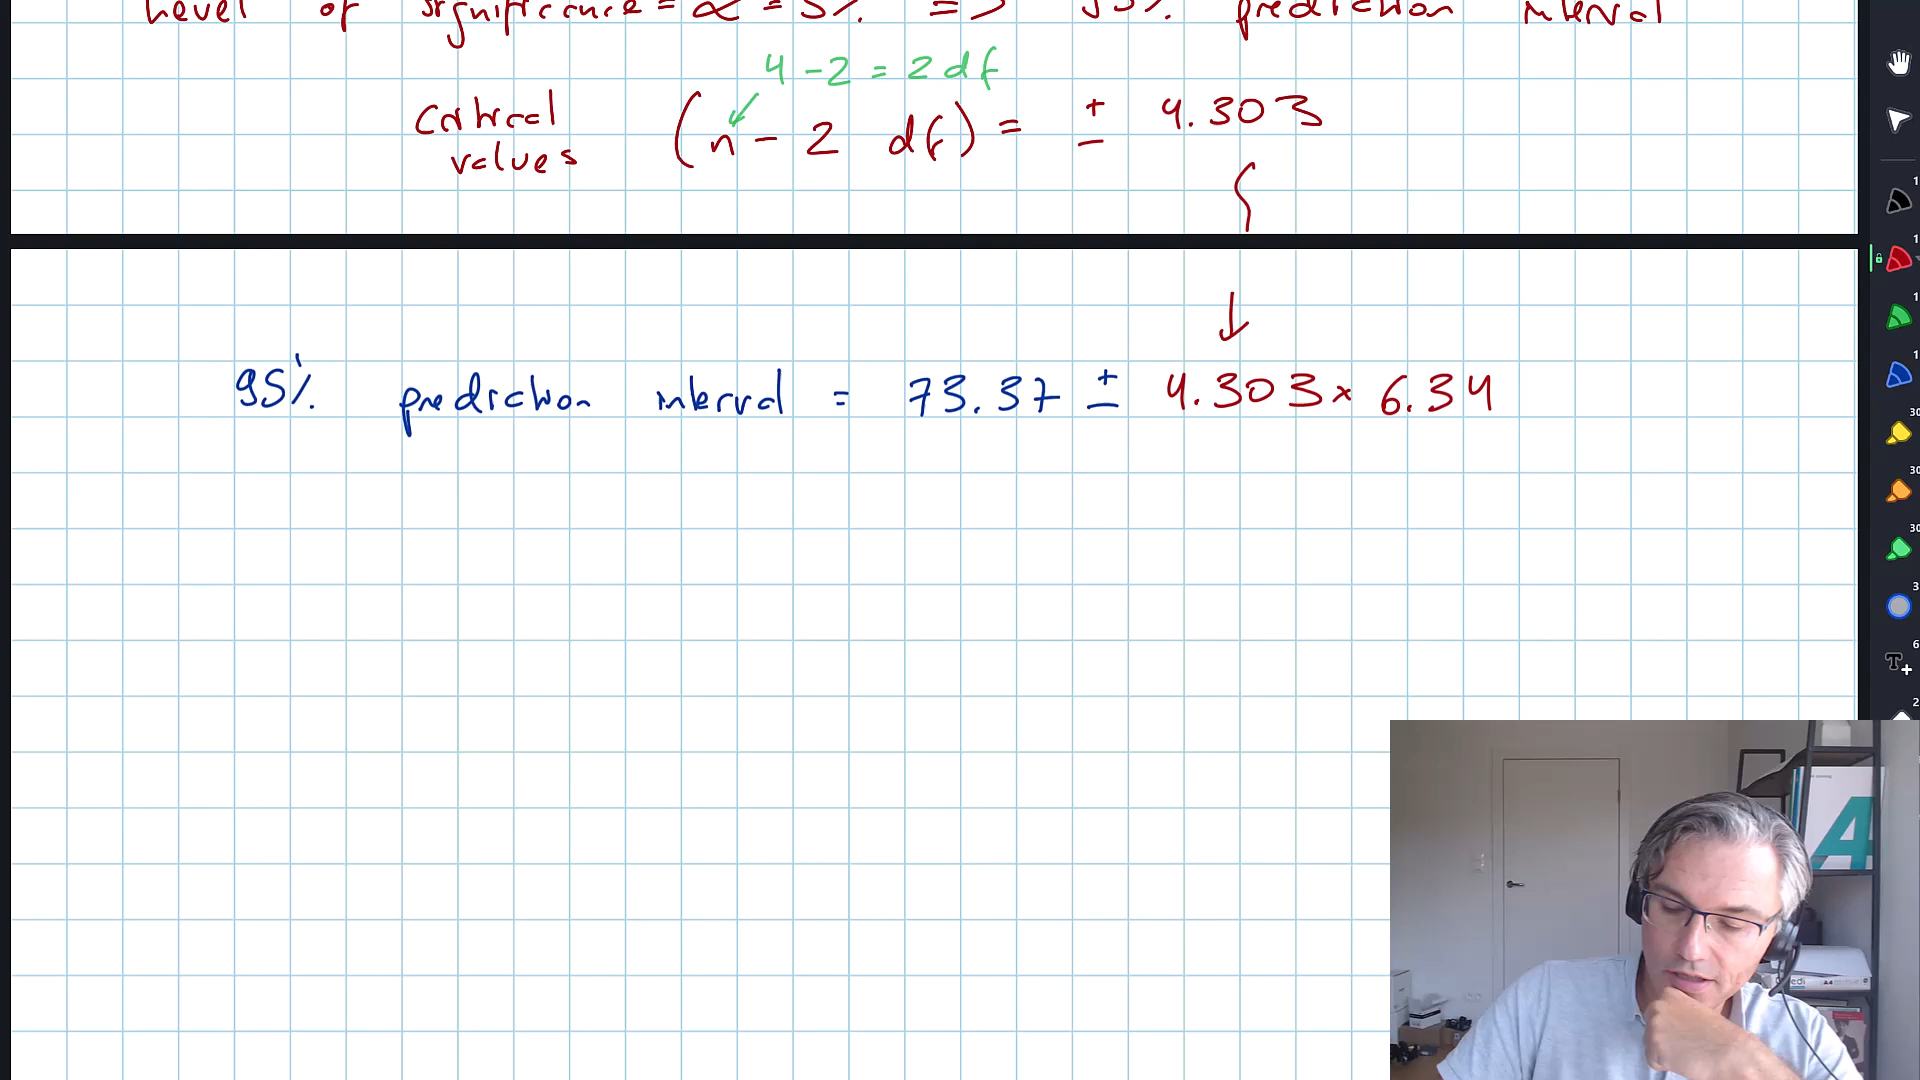 Level of significance = α = 5% => 95% prediction interval
4 - 2 = 2 df
Critical values (n - 2 df) = ± 4.303
95% prediction interval = 73.37 ± 4.303 × 6.34